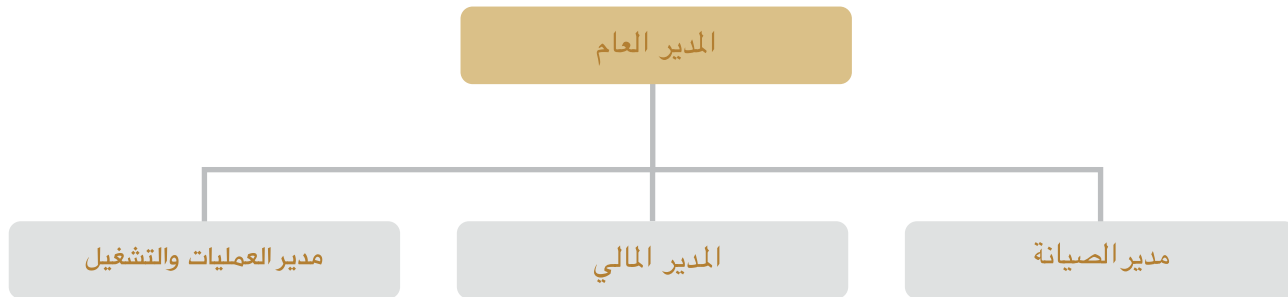 المدير العام
مدير الصيانة
المدير المالي
مدير العمليات والتشغيل